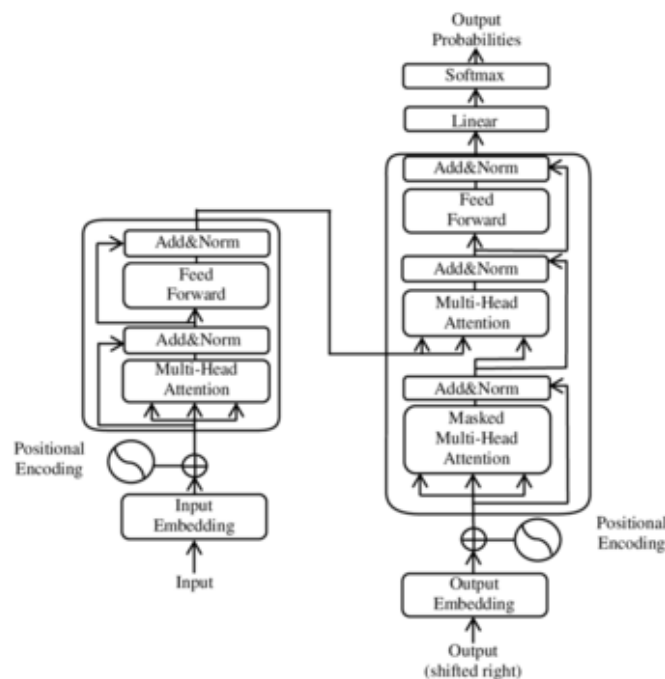 Output
Probabilities
Softmax
Linear
Add&Norm
Feed
Forward
Add&Norm
Multi-Head
Attention
Add&Norm
Masked
Multi-Head
Attention
Positional
Encoding
Output
Embedding
Output
(shifted right)
Add&Norm
Feed
Forward
Add&Norm
Multi-Head
Attention
Positional
Encoding
Input
Embedding
Input